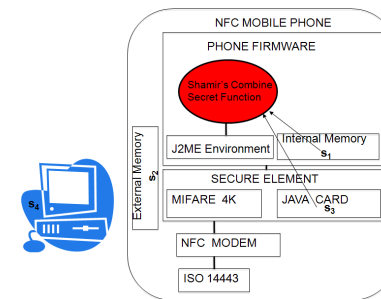 NFC MOBILE PHONE
PHONE FIRMWARE
Shamir's Combine
Secret Function
J2ME Environment
Internal Memory
s1
External Memory
s2
SECURE ELEMENT
MIFARE 4K
JAVA CARD
s3
s4
NFC MODEM
ISO 14443